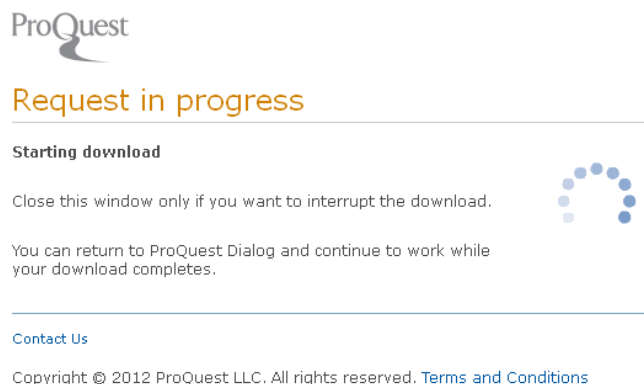 ProQuest
Request in progress
Starting download
Close this window only if you want to interrupt the download.
You can return to ProQuest Dialog and continue to work while
your download completes.
Contact Us
Copyright © 2012 ProQuest LLC. All rights reserved. Terms and Conditions